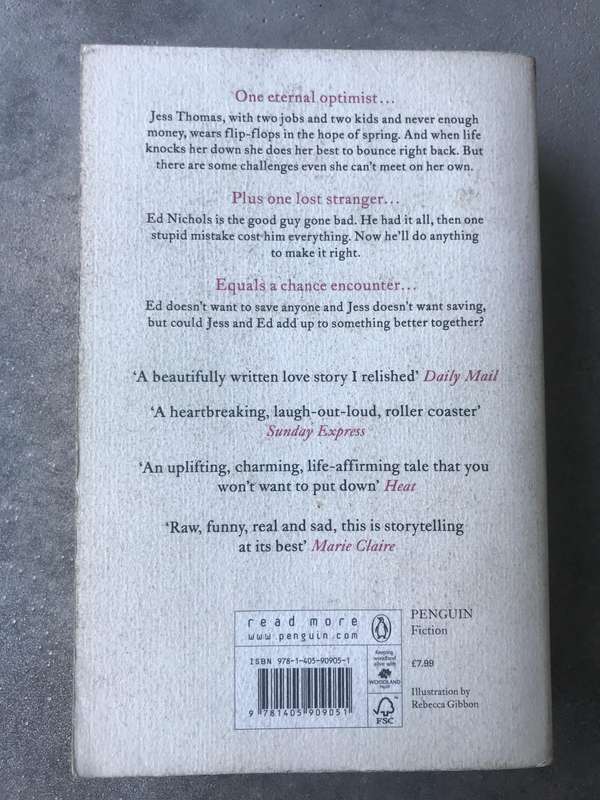 One eternal optimist...
Jess Thomas, with two jobs and two kids and never enough
money, wears flip-flops in the hope of spring. And when life
knocks her down she does her best to bounce right back. But
there are some challenges even she can't meet on her own.
Plus one lost stranger...
Ed Nichols is the good guy gone bad. He had it all, then one
stupid mistake cost him everything. Now he'll do anything
to make it right.
Equals a chance encounter...
Ed doesn't want to save anyone and Jess doesn't want saving,
but could Jess and Ed add up to something better together?
'A beautifully written love story I relished' Daily Mail
'A heartbreaking, laugh-out-loud, roller coaster'
Sunday Express
'An uplifting, charming, life-affirming tale that you
won't want to put down' Heat
'Raw, funny, real and sad, this is storytelling
at its best' Marie Claire
read more
www.penguin.com
ISBN 978-1-405-90905-1
9 781405 909051
Keeping
woodland
alive with
WOODLAND
TRUST
FSC
PENGUIN
Fiction
£7.99
Illustration by
Rebecca Gibbon